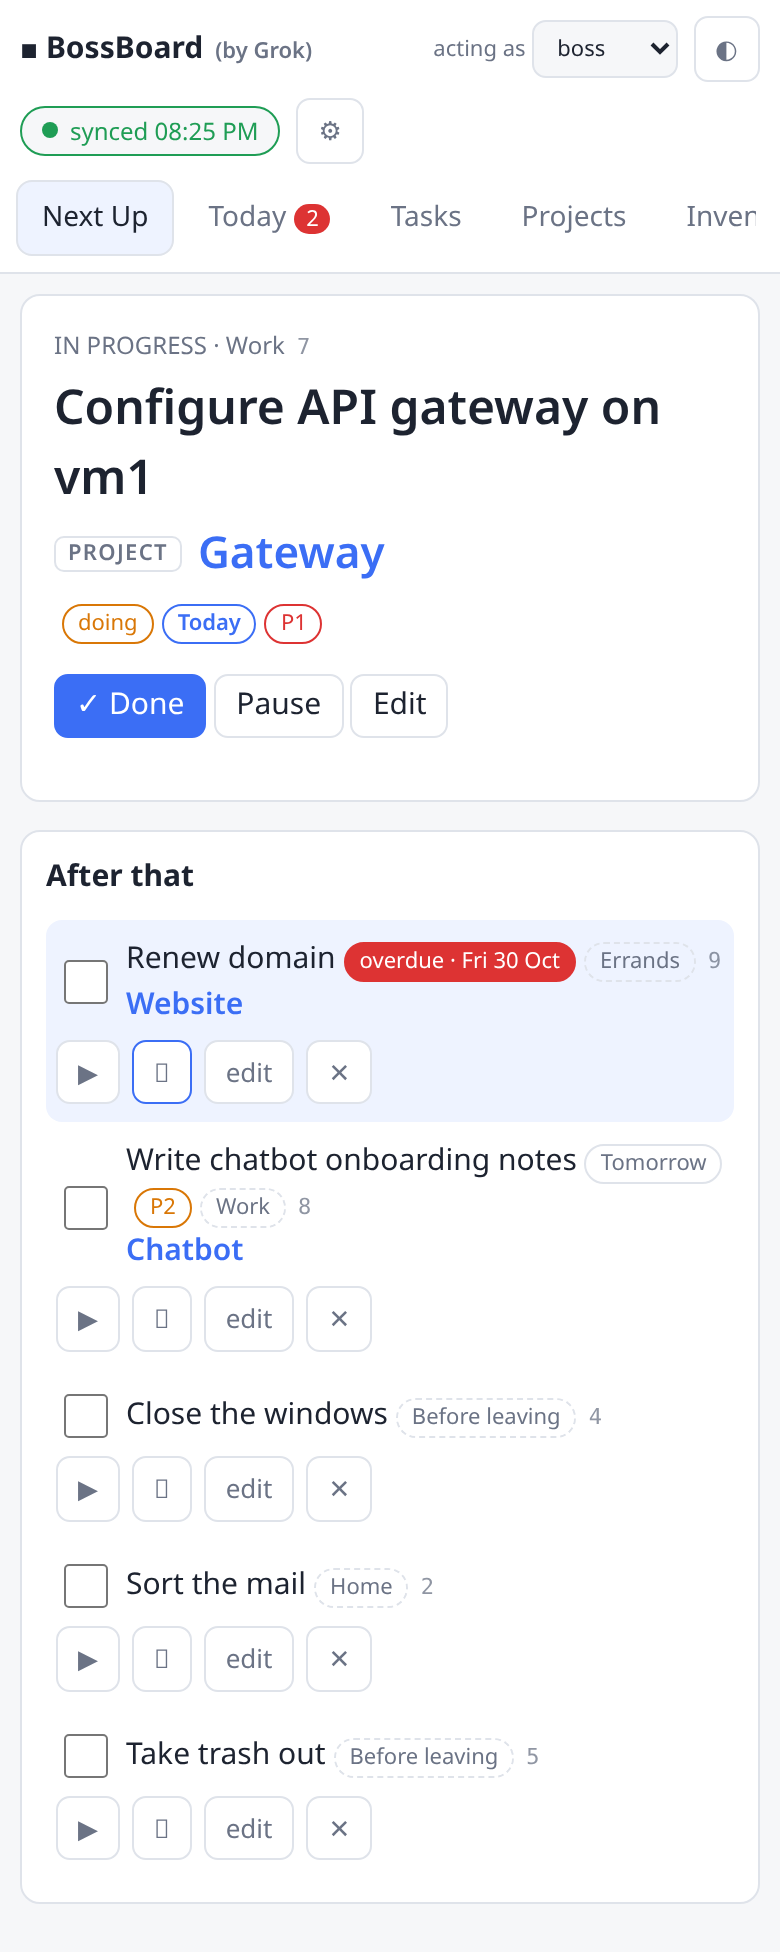 ■ BossBoard (by Grok) acting as boss ◐
synced 08:25 PM ⚙
Next Up Today 2 Tasks Projects Inven
IN PROGRESS · Work 7
Configure API gateway on
vm1
PROJECT Gateway
doing Today P1
✓ Done Pause Edit
After that
Renew domain overdue · Fri 30 Oct Errands 9
Website
▶ ▯ edit ✕
Write chatbot onboarding notes Tomorrow
P2 Work 8
Chatbot
▶ ▯ edit ✕
Close the windows Before leaving 4
▶ ▯ edit ✕
Sort the mail Home 2
▶ ▯ edit ✕
Take trash out Before leaving 5
▶ ▯ edit ✕